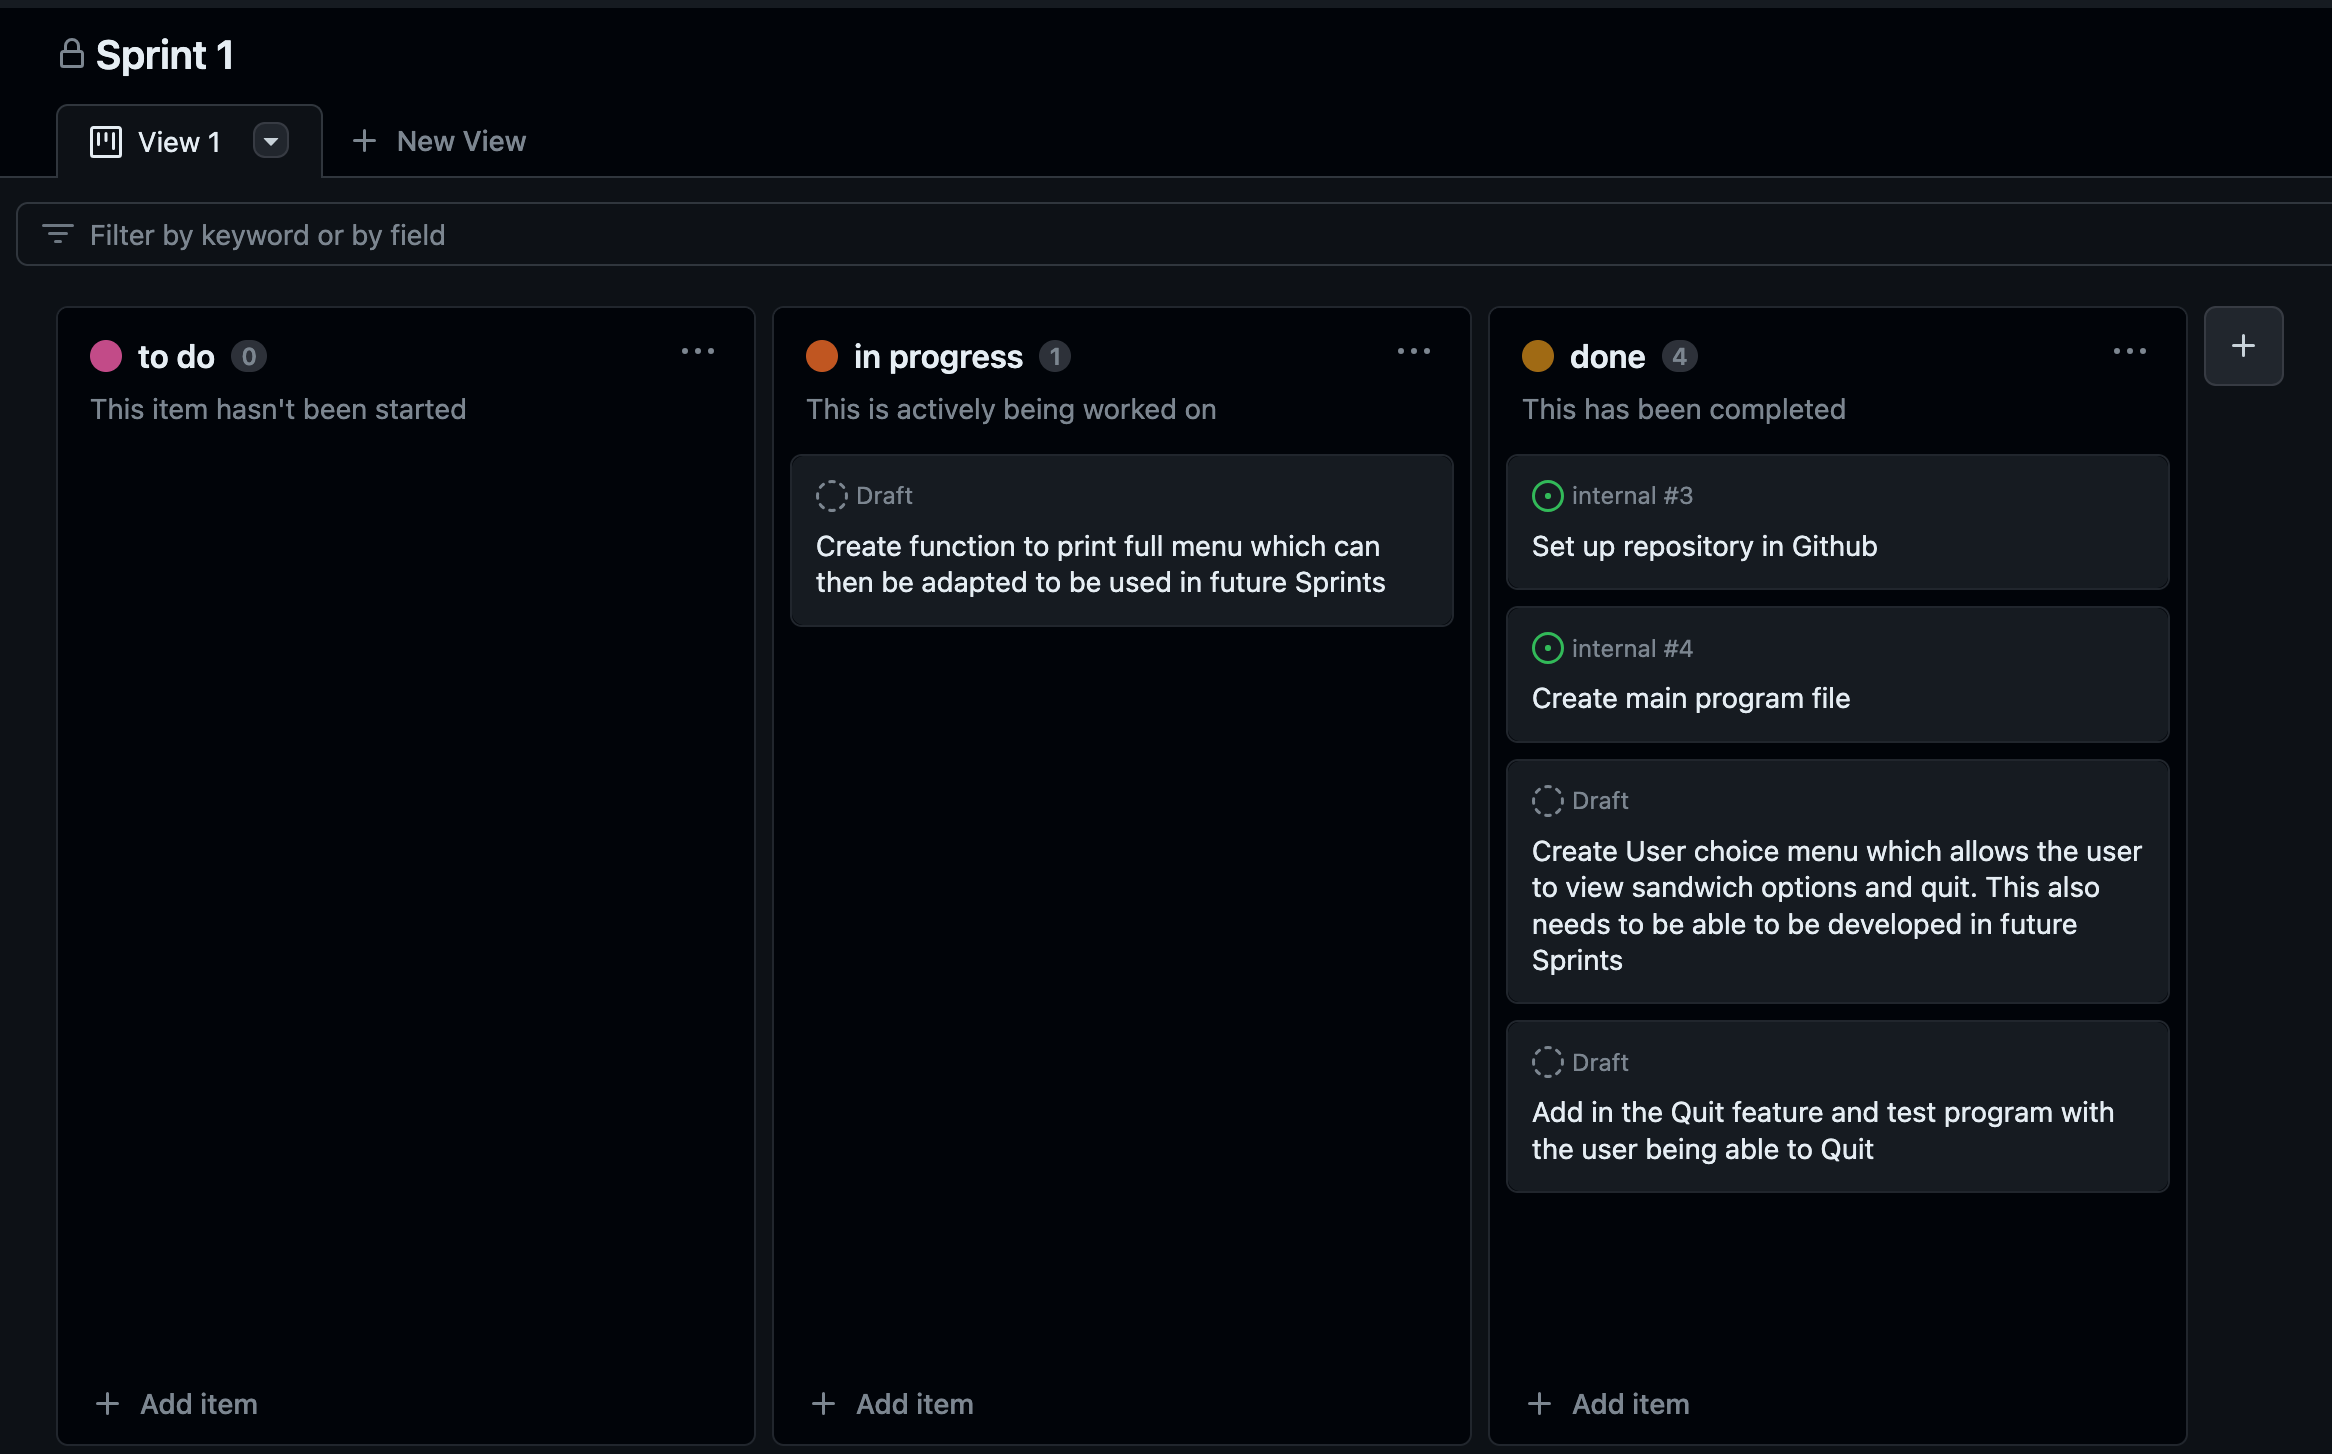 Sprint 1
View 1
New View
Filter by keyword or by field
to do 0
This item hasn't been started
Add item
in progress 1
This is actively being worked on
Draft
Create function to print full menu which can
then be adapted to be used in future Sprints
Add item
done 4
This has been completed
internal #3
Set up repository in Github
internal #4
Create main program file
Draft
Create User choice menu which allows the user
to view sandwich options and quit. This also
needs to be able to be developed in future
Sprints
Draft
Add in the Quit feature and test program with
the user being able to Quit
Add item